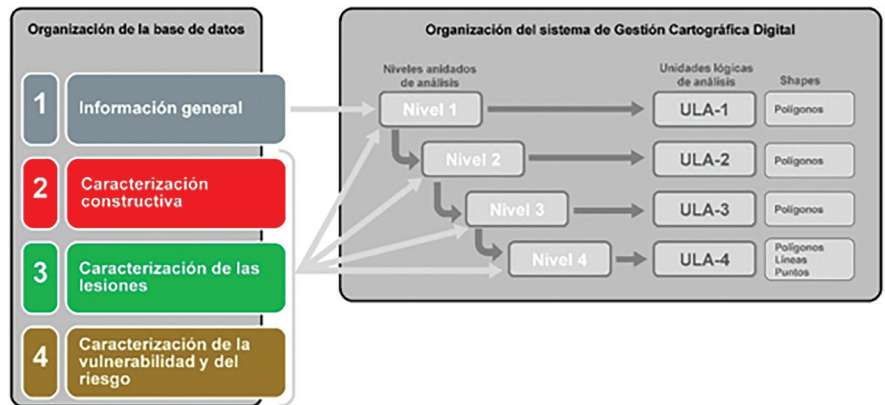 Organización de la base de datos
1
Información general
2
Caracterización
constructiva
3
Caracterización de las
lesiones
4
Caracterización de la
vulnerabilidad y del
riesgo
Organización del sistema de Gestión Cartográfica Digital
Niveles anidados
de análisis
Unidades lógicas
de análisis
Shapes
Nivel 1
ULA-1
Polígonos
Nivel 2
ULA-2
Polígonos
Nivel 3
ULA-3
Polígonos
Nivel 4
ULA-4
Polígonos
Líneas
Puntos